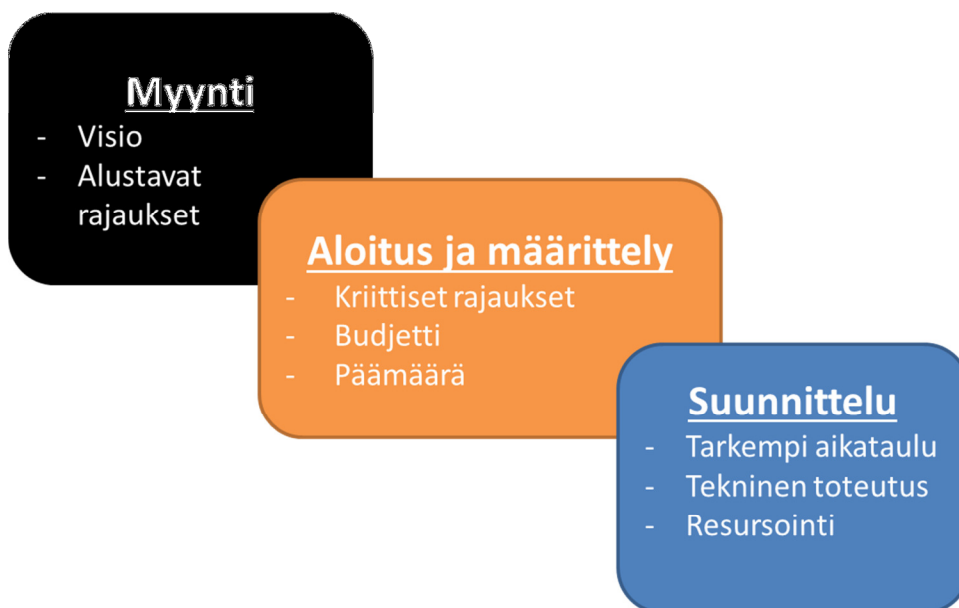 Myynti
- Visio
- Alustavat
rajaukset
Aloitus ja määrittely
- Kriittiset rajaukset
- Budjetti
- Päämäärä
Suunnittelu
- Tarkempi aikataulu
- Tekninen toteutus
- Resursointi